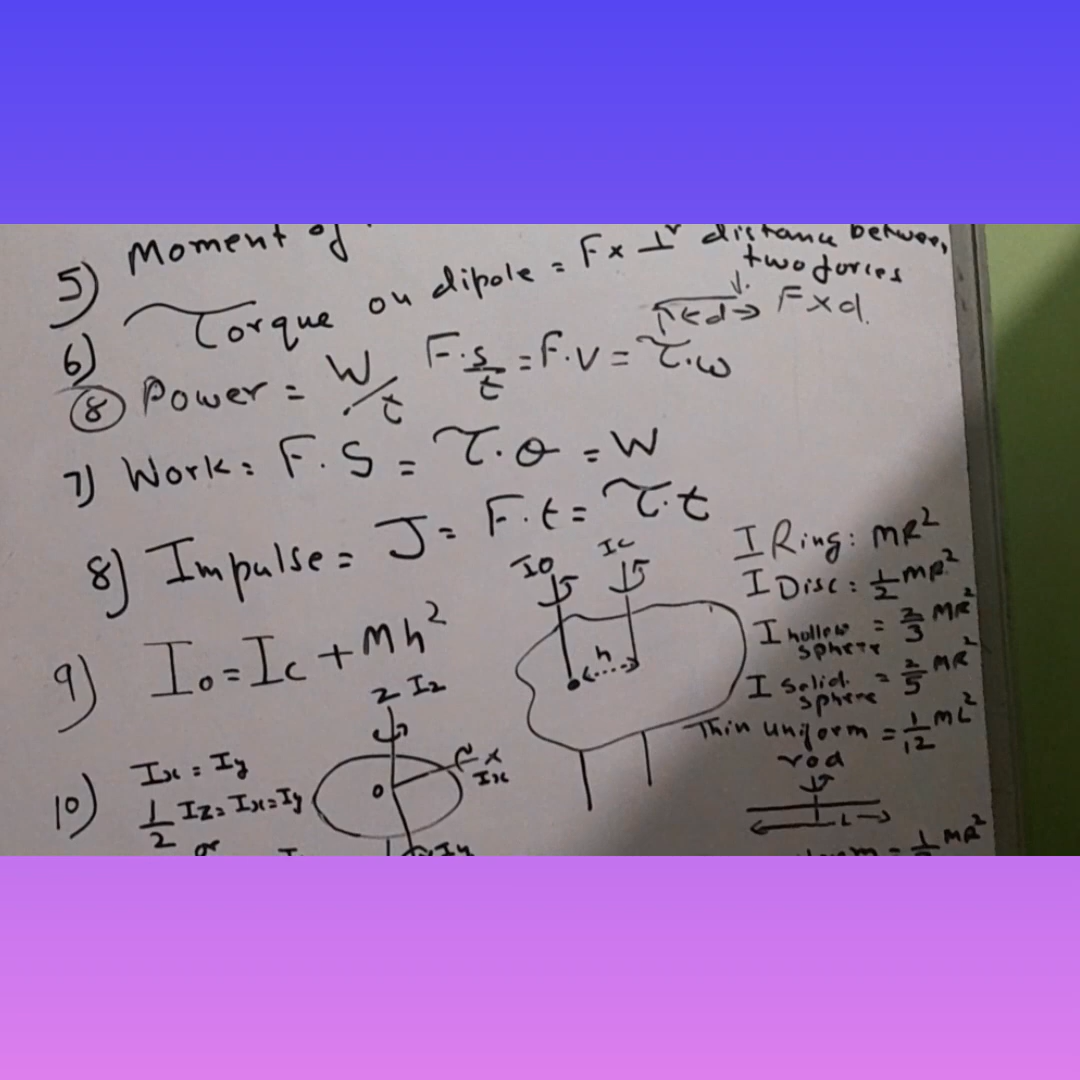 5) Moment of
Torque on dipole = F x ⊥r distance between
two forces
6)
<d> F x d.
⑧ Power = W/t F.s/t = F.v = τ.ω
7) Work = F.S = τ.θ = W
8) Impulse = J = F.t = τ.t
9) I₀ = Ic + Mh²
Z Iz
10) Ix = Iy
1/2 Iz = Ix = Iy
or
O
x
Ix
Iy
IO
Ic
h
I Ring : MR²
I Disc : 1/2 MR²
I hollow sphere = 2/3 MR²
I solid sphere = 2/5 MR²
Thin uniform = 1/12 ML²
rod
L